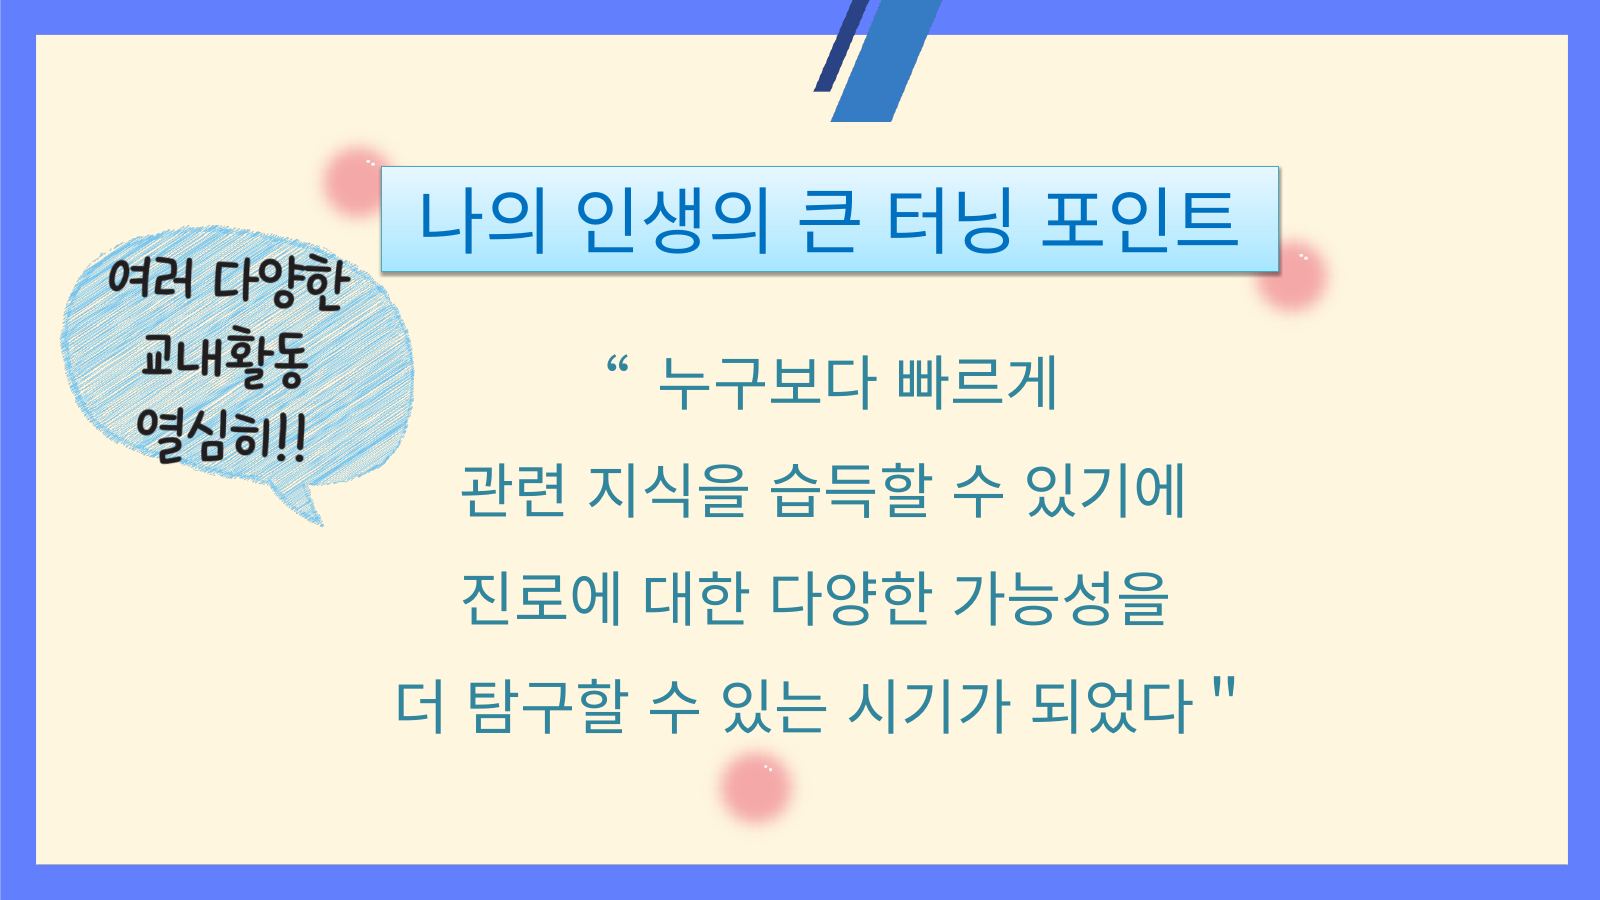 나의 인생의 큰 터닝 포인트
여러 다양한
교내활동
열심히!!
“ 누구보다 빠르게
관련 지식을 습득할 수 있기에
진로에 대한 다양한 가능성을
더 탐구할 수 있는 시기가 되었다 "